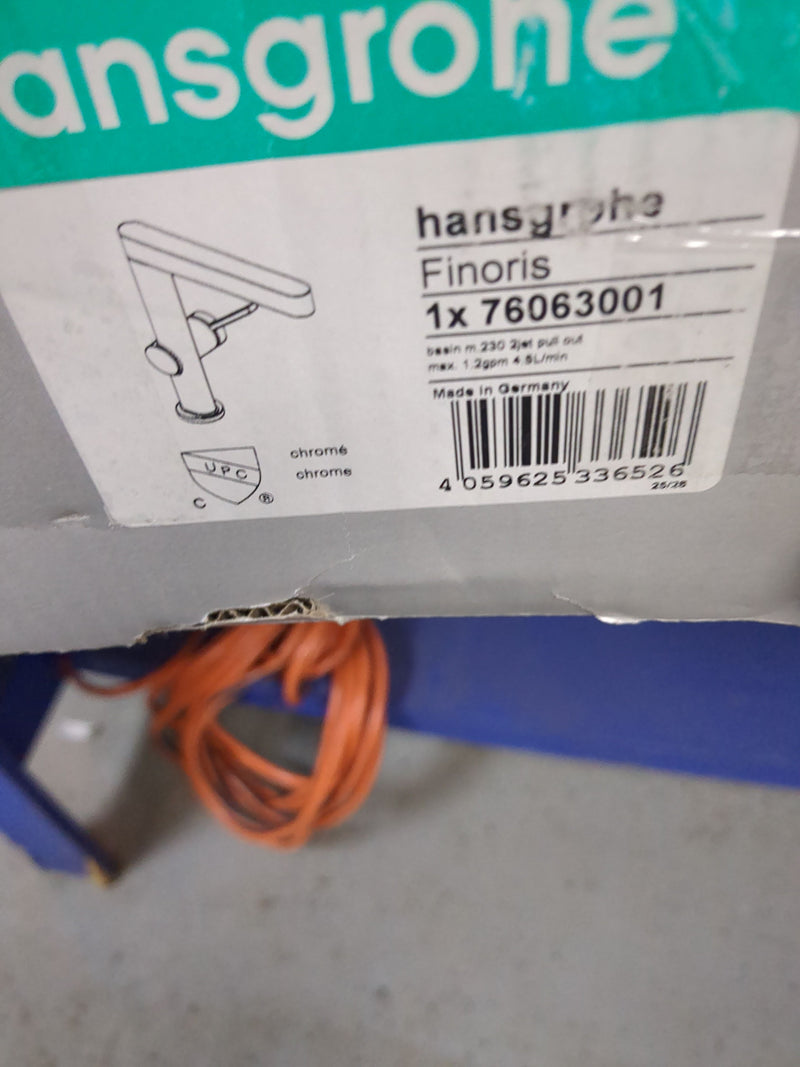 hansgrohe
hansgrohe
Finoris
1x 76063001
basin m.230 2jet pull out
max. 1.2gpm 4.5L/min
Made in Germany
UPC
C ®
chromé
chrome
4 059625 336526
25/28